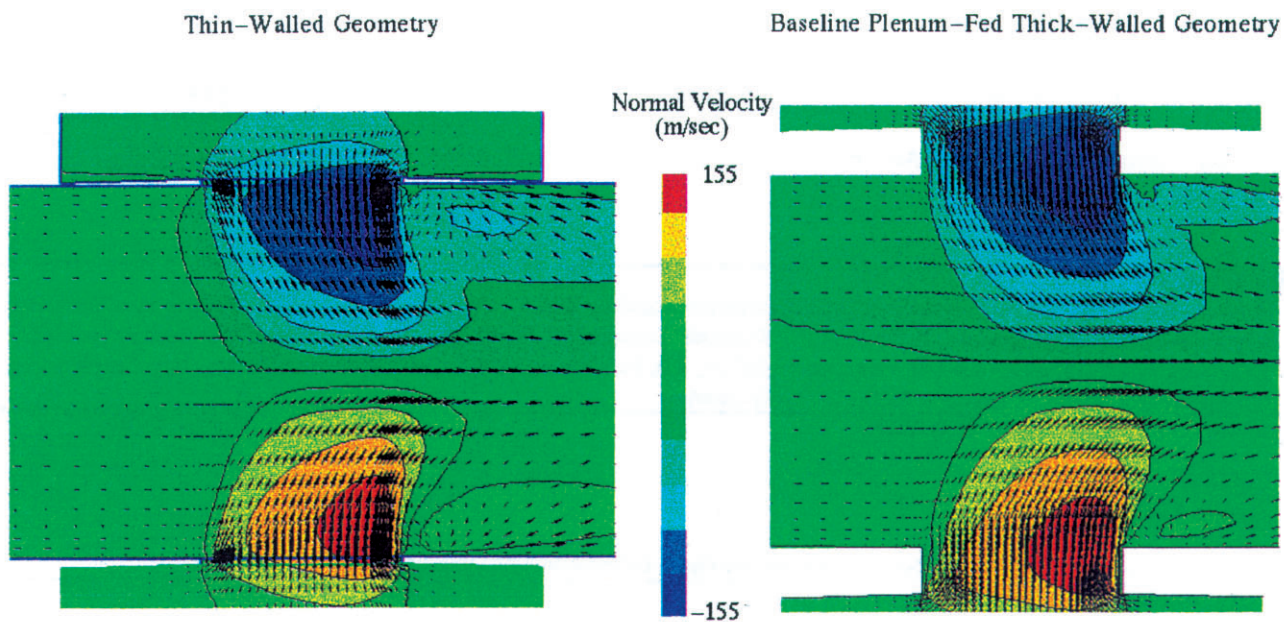 Thin–Walled Geometry
Baseline Plenum–Fed Thick–Walled Geometry
Normal Velocity
(m/sec)
155
–155